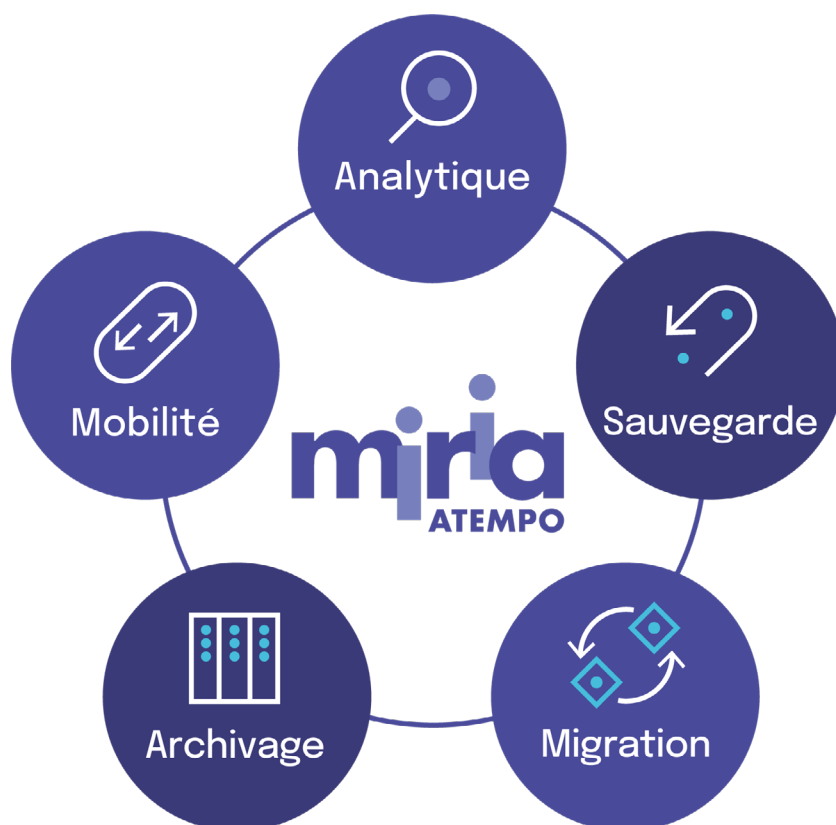 Analytique
Mobilité
Sauvegarde
miria
ATEMPO
Archivage
Migration